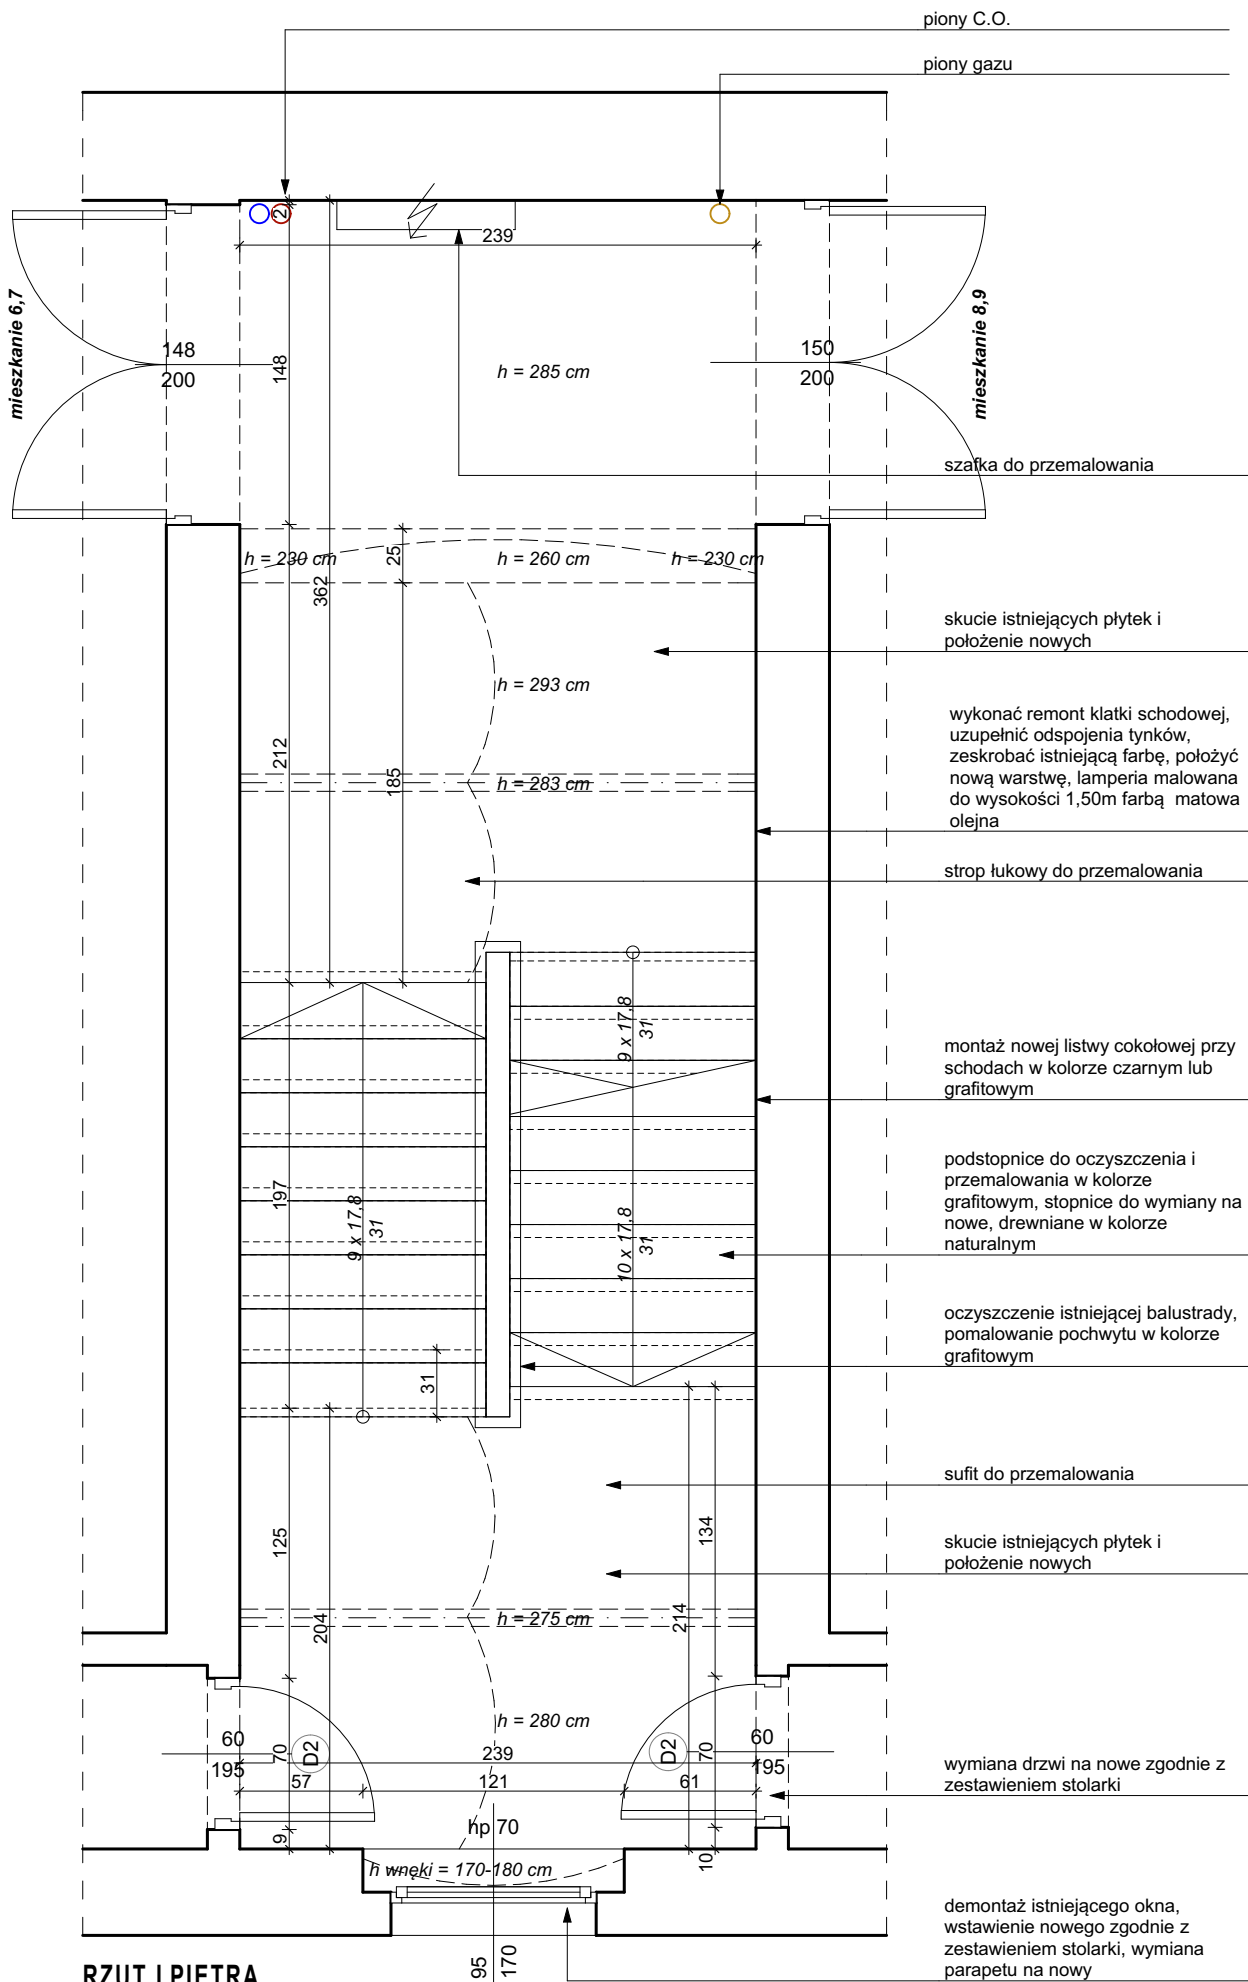 piony C.O.
piony gazu
2
239
mieszkanie 6,7
148
200
148
h = 285 cm
150
200
mieszkanie 8,9
szafka do przemalowania
h = 230 cm
362
25
h = 260 cm
h = 230 cm
skucie istniejących płytek i
położenie nowych
h = 293 cm
wykonać remont klatki schodowej,
uzupełnić odspojenia tynków,
zeskrobać istniejącą farbę, położyć
nową warstwę, lamperia malowana
do wysokości 1,50m farbą  matowa
olejna
212
185
h = 283 cm
strop łukowy do przemalowania
9 x 17,8
31
montaż nowej listwy cokołowej przy
schodach w kolorze czarnym lub
grafitowym
197
9 x 17,8
31
10 x 17,8
31
podstopnice do oczyszczenia i
przemalowania w kolorze
grafitowym, stopnice do wymiany na
nowe, drewniane w kolorze
naturalnym
31
oczyszczenie istniejącej balustrady,
pomalowanie pochwytu w kolorze
grafitowym
sufit do przemalowania
125
134
skucie istniejących płytek i
położenie nowych
204
h = 275 cm
214
h = 280 cm
60
195
70
D2
239
57
121
61
D2
70
60
195
wymiana drzwi na nowe zgodnie z
zestawieniem stolarki
9
hp 70
10
h wnęki = 170-180 cm
95
170
demontaż istniejącego okna,
wstawienie nowego zgodnie z
zestawieniem stolarki, wymiana
parapetu na nowy
RZUT I PIĘTRA